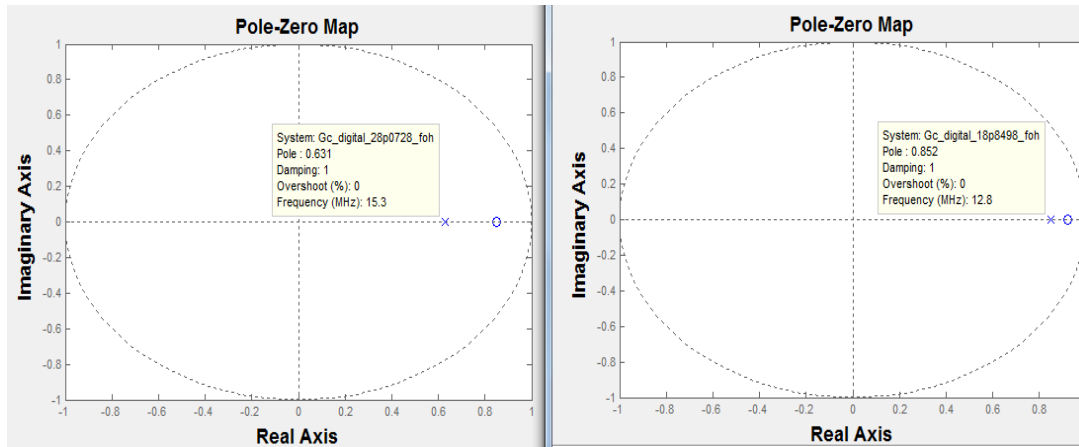 Pole-Zero Map
1
0.8
0.6
0.4
0.2
0
-0.2
-0.4
-0.6
-0.8
-1
Imaginary Axis
System: Gc_digital_28p0728_foh
Pole : 0.631
Damping: 1
Overshoot (%): 0
Frequency (MHz): 15.3
-1 -0.8 -0.6 -0.4 -0.2 0 0.2 0.4 0.6 0.8 1
Real Axis
Pole-Zero Map
1
0.8
0.6
0.4
0.2
0
-0.2
-0.4
-0.6
-0.8
-1
Imaginary Axis
System: Gc_digital_18p8498_foh
Pole : 0.852
Damping: 1
Overshoot (%): 0
Frequency (MHz): 12.8
-1 -0.8 -0.6 -0.4 -0.2 0 0.2 0.4 0.6 0.8 1
Real Axis